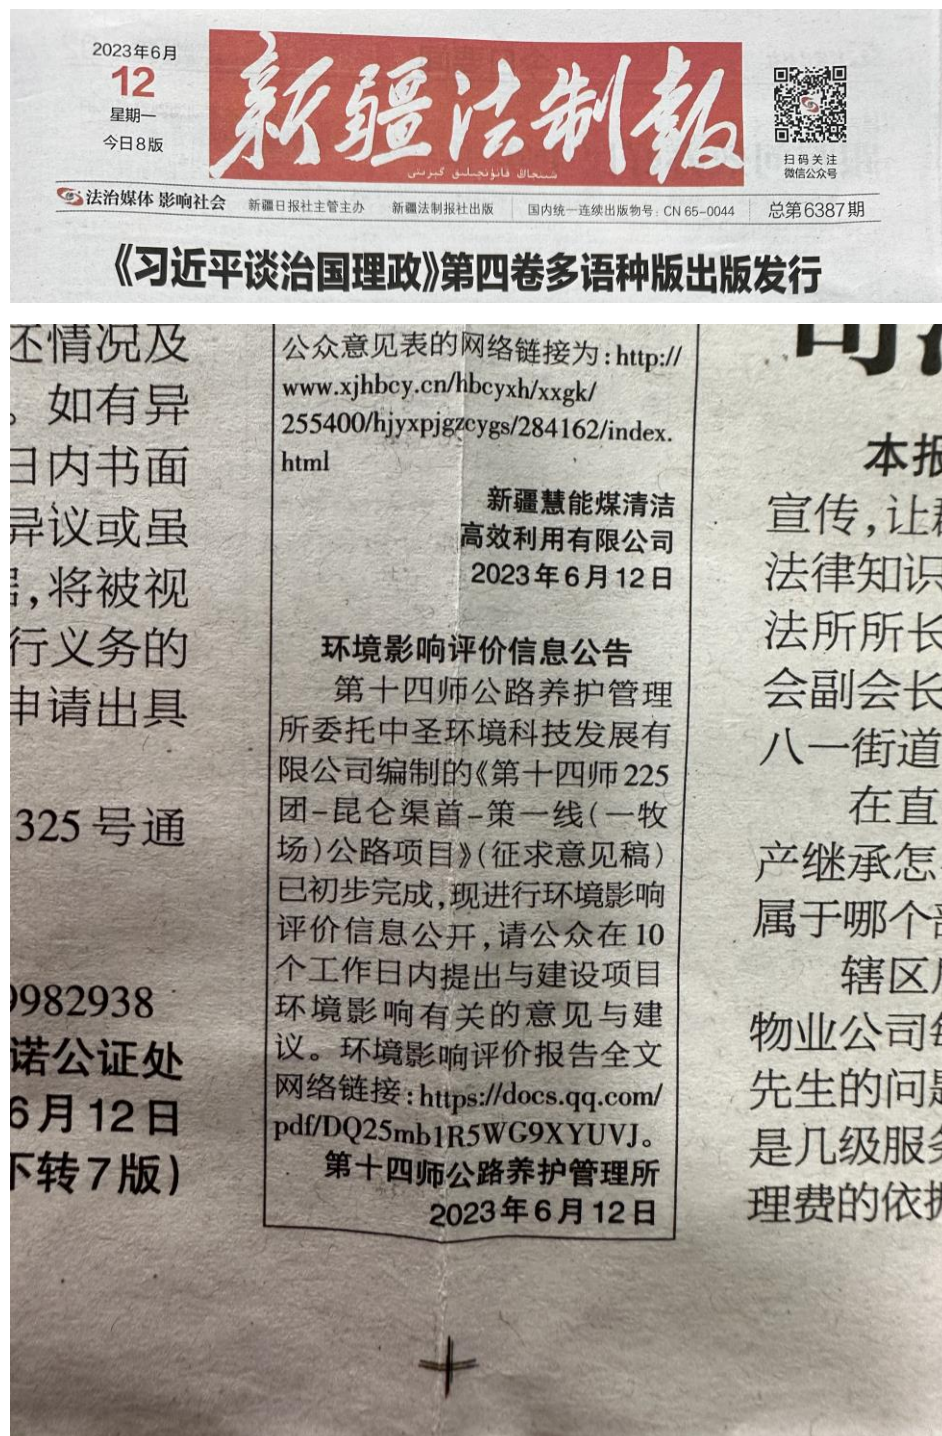 2023年6月
12
星期一
今日8版
新疆法制报
شىنجاڭ قانۇنچىلىق گېزىتى
扫码关注
微信公众号
法治媒体 影响社会
新疆日报社主管主办
新疆法制报社出版
国内统一连续出版物号：CN 65-0044
总第6387期
《习近平谈治国理政》第四卷多语种版出版发行
还情况及
。如有异
日内书面
异议或虽
,将被视
行义务的
申请出具
325号通
9982938
诺公证处
6月12日
下转7版)
公众意见表的网络链接为:http://
www.xjhbcy.cn/hbcyxh/xxgk/
255400/hjyxpjgzcygs/284162/index.
html
新疆慧能煤清洁
高效利用有限公司
2023年6月12日
环境影响评价信息公告
第十四师公路养护管理
所委托中圣环境科技发展有
限公司编制的《第十四师225
团-昆仑渠首-第一线(一牧
场)公路项目》(征求意见稿)
已初步完成,现进行环境影响
评价信息公开,请公众在10
个工作日内提出与建设项目
环境影响有关的意见与建
议。环境影响评价报告全文
网络链接:https://docs.qq.com/
pdf/DQ25mb1R5WG9XYUVJ。
第十四师公路养护管理所
2023年6月12日
司法
本报
宣传,让
法律知识
法所所长
会副会长
八一街道
在直
产继承怎
属于哪个
辖区
物业公司
先生的问题
是几级服务
理费的依据